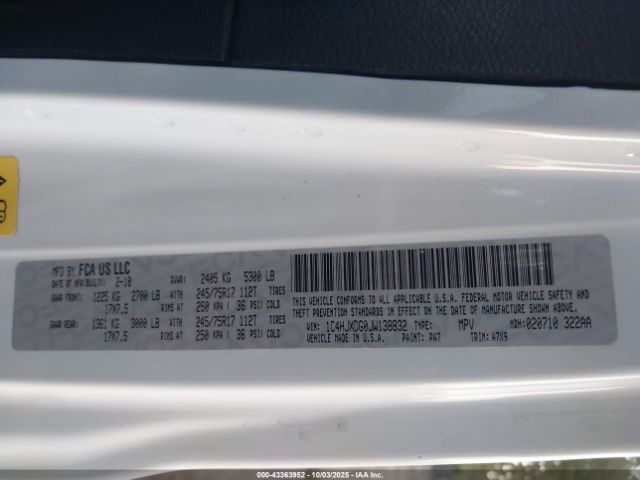 MFD BY FCA US LLC
DATE OF MFR (BUILT): 2-18 GVWR: 2405 KG 5300 LB
GAWR FRONT: 1225 KG 2700 LB WITH 245/75R17 112T TIRES
17X7.5 RIMS AT 250 KPA ( 36 PSI) COLD
GAWR REAR: 1361 KG 3000 LB WITH 245/75R17 112T TIRES
17X7.5 RIMS AT 250 KPA ( 36 PSI) COLD
THIS VEHICLE CONFORMS TO ALL APPLICABLE U.S.A. FEDERAL MOTOR VEHICLE SAFETY
AND THEFT PREVENTION STANDARDS IN EFFECT ON THE DATE OF MANUFACTURE SHOWN ABOVE.
VIN: 1C4HJXDG0JW138832 TYPE: MPV MDH: 020710 322AA
VEHICLE MADE IN U.S.A. PAINT: PW7 TRIM: A7X9
000-43363952 - 10/03/2025 - IAA Inc.